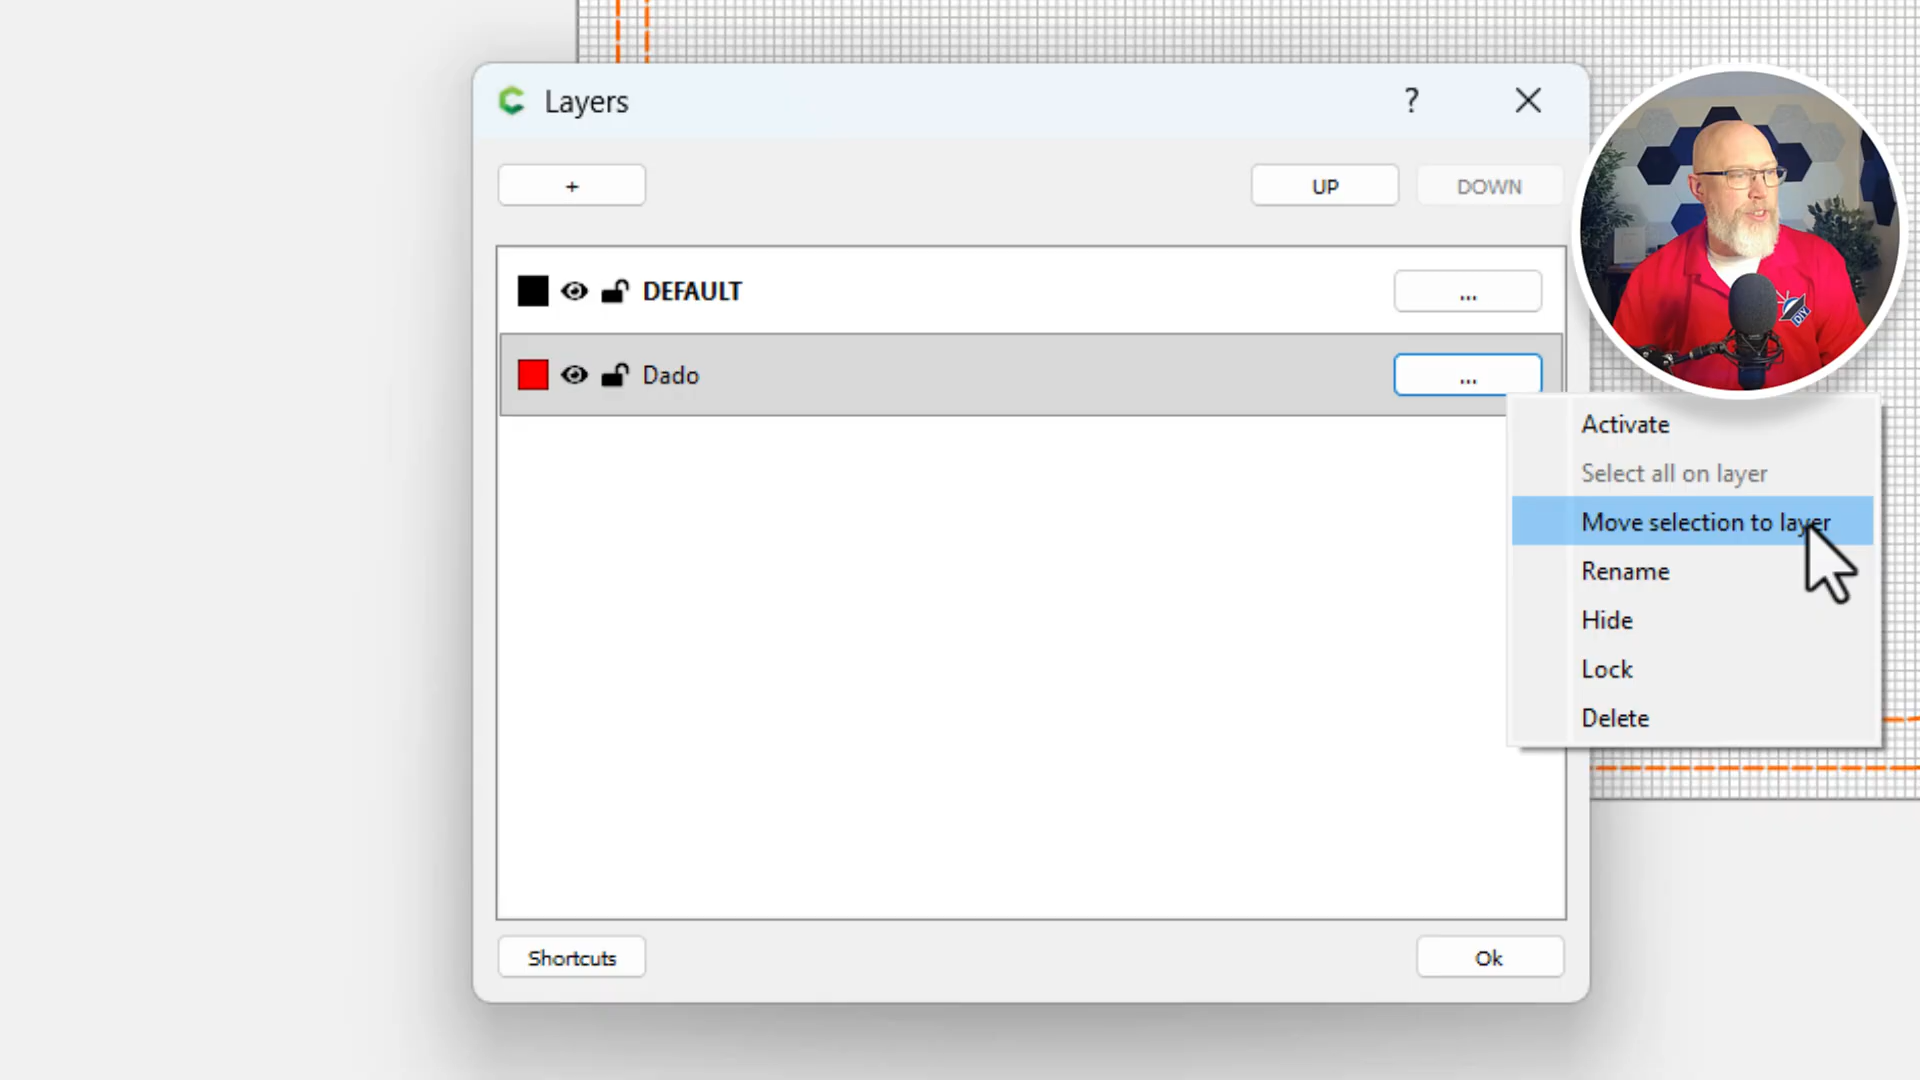 Layers
?
+
UP
DOWN
DEFAULT
...
Dado
...
Activate
Select all on layer
Move selection to layer
Rename
Hide
Lock
Delete
Shortcuts
Ok
DIY